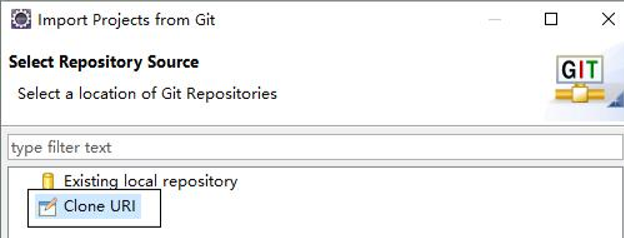 Import Projects from Git
Select Repository Source
Select a location of Git Repositories
GIT
type filter text
Existing local repository
Clone URI